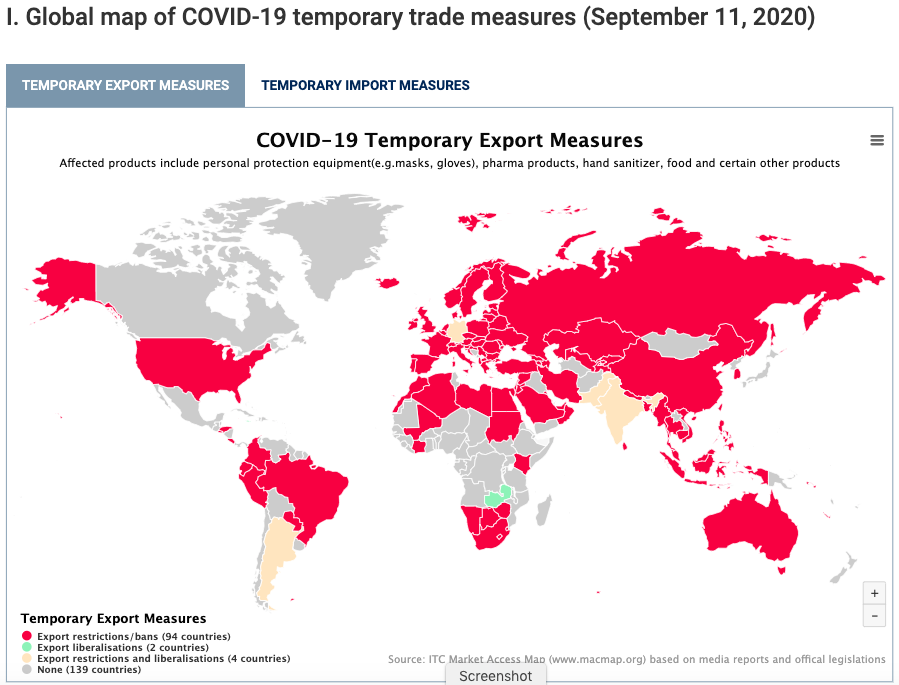 I. Global map of COVID-19 temporary trade measures (September 11, 2020)
TEMPORARY EXPORT MEASURES TEMPORARY IMPORT MEASURES
COVID-19 Temporary Export Measures
Affected products include personal protection equipment(e.g.masks, gloves), pharma products, hand sanitizer, food and certain other products
+
-
Temporary Export Measures
Export restrictions/bans (94 countries)
Export liberalisations (2 countries)
Export restrictions and liberalisations (4 countries)
None (139 countries)
Source: ITC Market Access Map (www.macmap.org) based on media reports and offical legislations
Screenshot